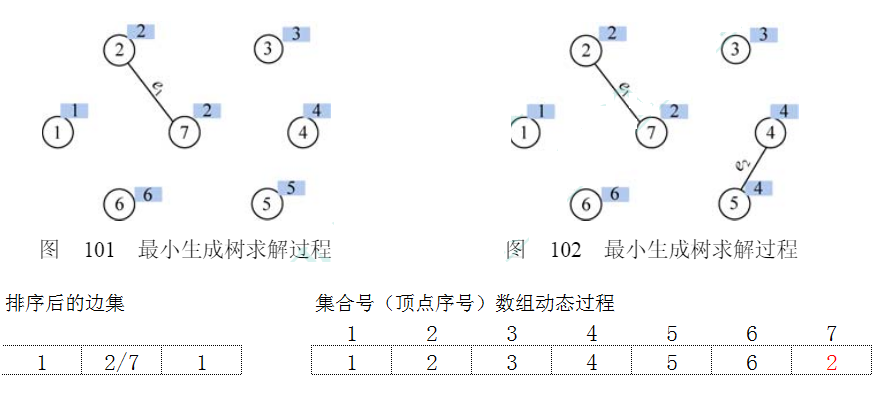 2 2 3 3
e1
1 1 7 2 4 4
6 6 5 5
图 101 最小生成树求解过程
2 2 3 3
e1
1 1 7 2 4 4
e2
6 6 5 4
图 102 最小生成树求解过程
排序后的边集
1 2/7 1
集合号（顶点序号）数组动态过程
1 2 3 4 5 6 7
1 2 3 4 5 6 2